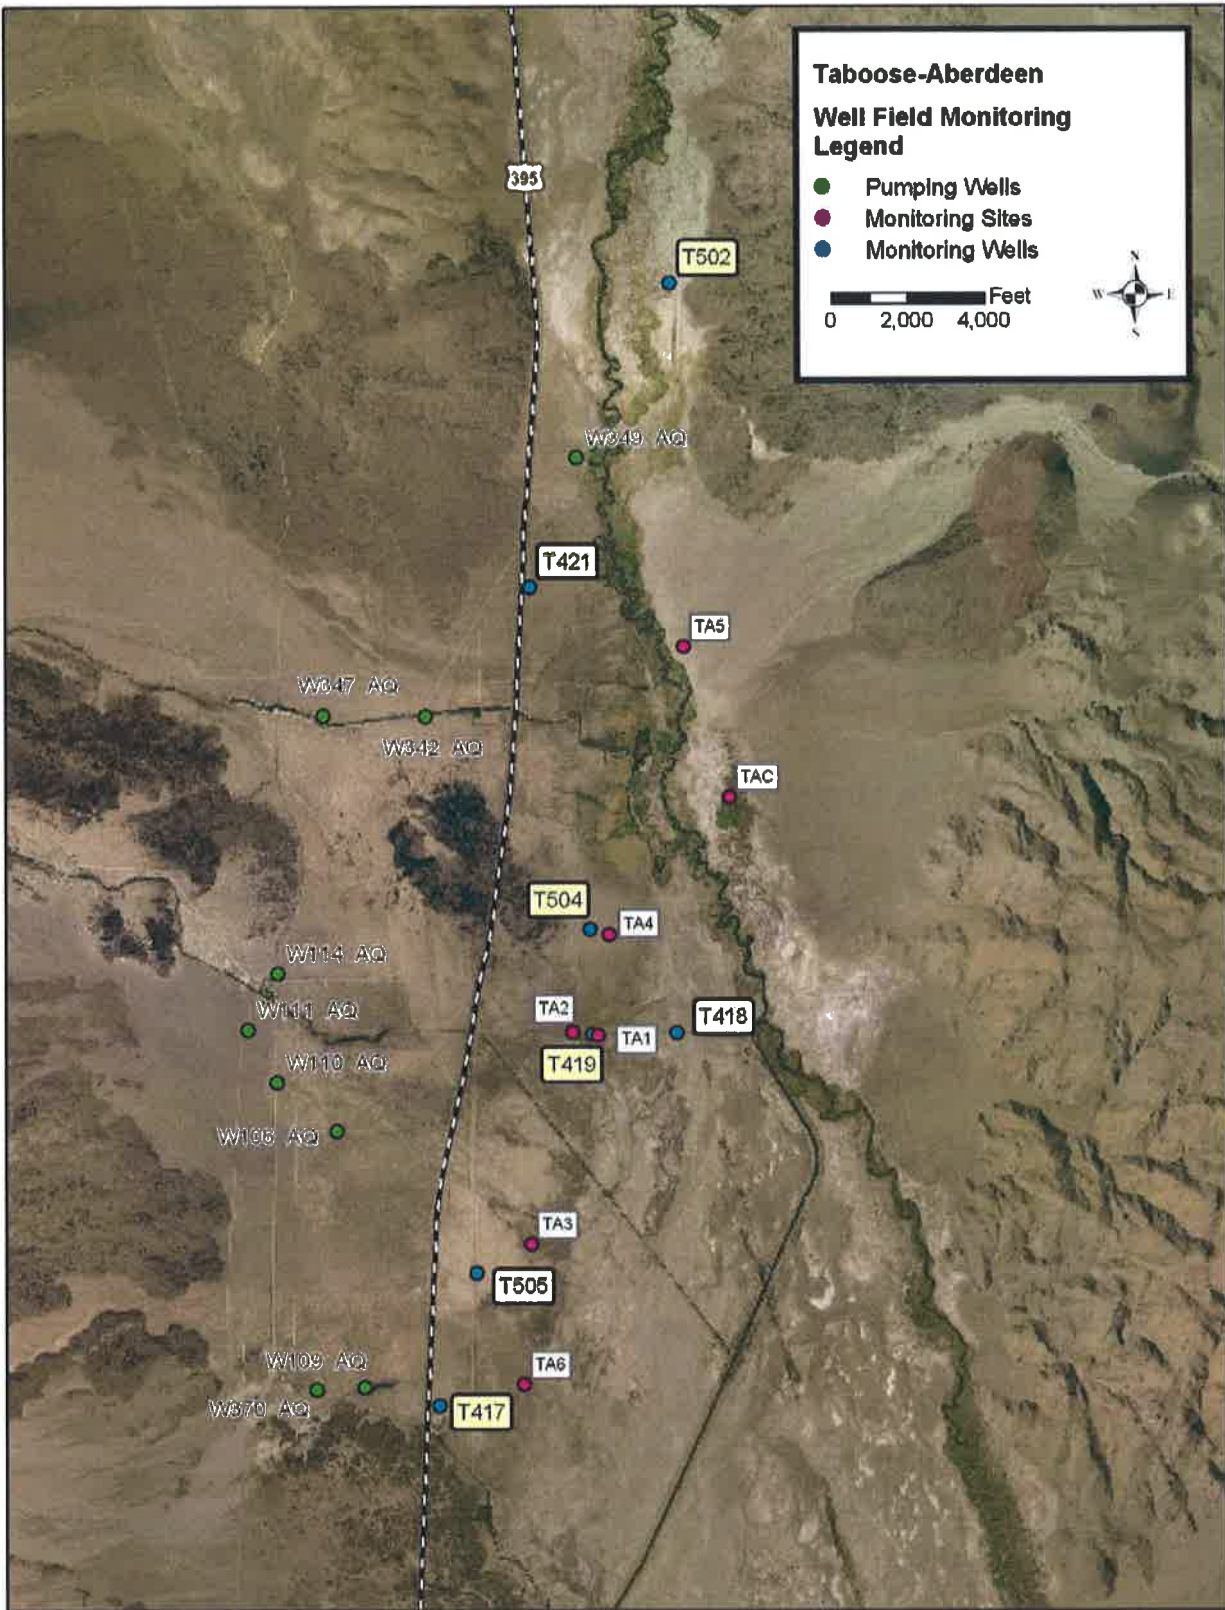 Taboose-Aberdeen
Well Field Monitoring
Legend
Pumping Wells
Monitoring Sites
Monitoring Wells
Feet
0 2,000 4,000
N
W E
S
395
T502
W349 AQ
T421
TA5
W347 AQ
W342 AQ
TAC
T504
TA4
W114 AQ
W111 AQ
TA2
TA1
T418
T419
W110 AQ
AQ
TA3
T505
W109 AQ
TA6
W370 AQ
T417